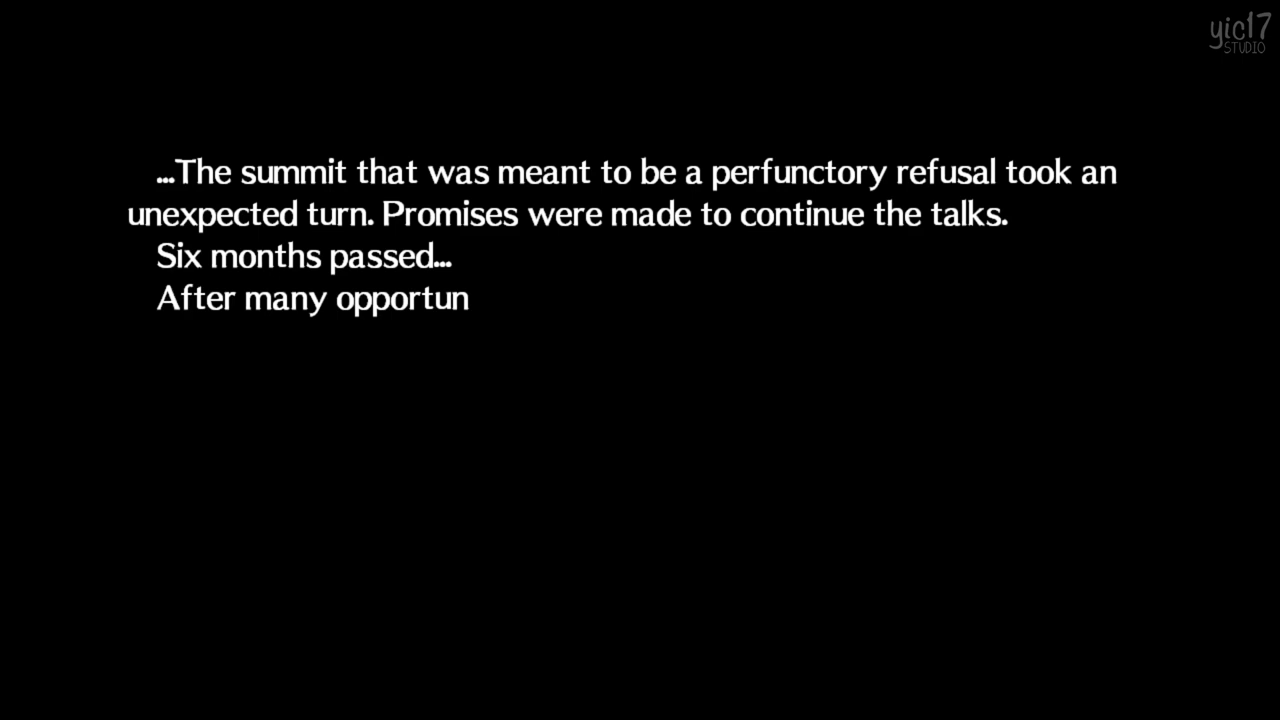 yic17
STUDIO
...The summit that was meant to be a perfunctory refusal took an
unexpected turn. Promises were made to continue the talks.
Six months passed...
After many opportun